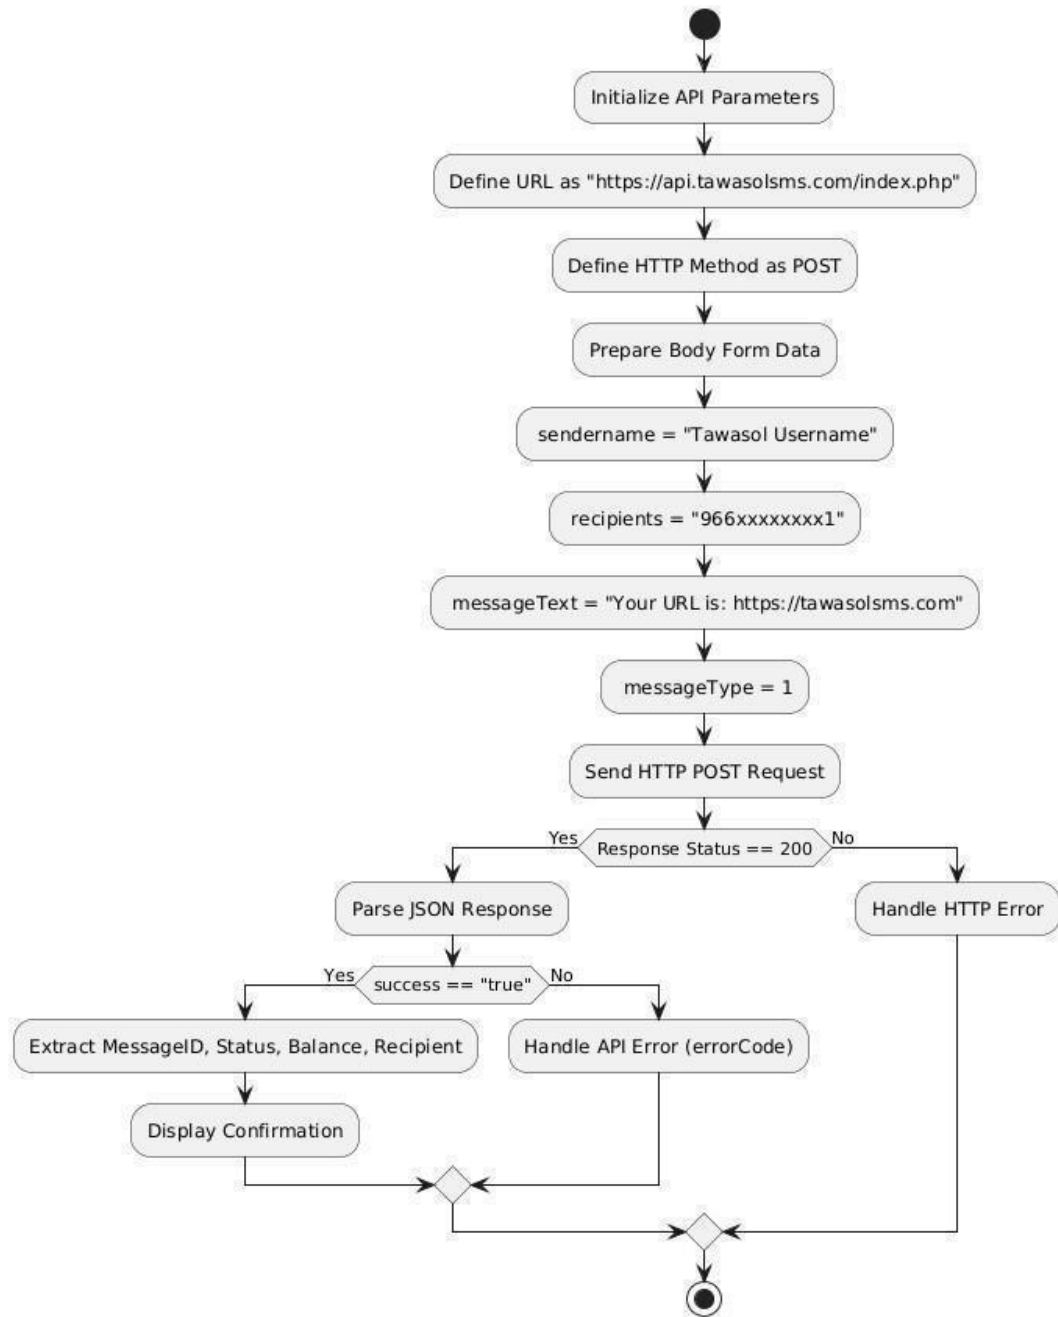 Initialize API Parameters
Define URL as "https://api.tawasolsms.com/index.php"
Define HTTP Method as POST
Prepare Body Form Data
sendername = "Tawasol Username"
recipients = "966xxxxxxxx1"
messageText = "Your URL is: https://tawasolsms.com"
messageType = 1
Send HTTP POST Request
Yes
Response Status == 200
No
Parse JSON Response
Handle HTTP Error
Yes
success == "true"
No
Extract MessageID, Status, Balance, Recipient
Handle API Error (errorCode)
Display Confirmation